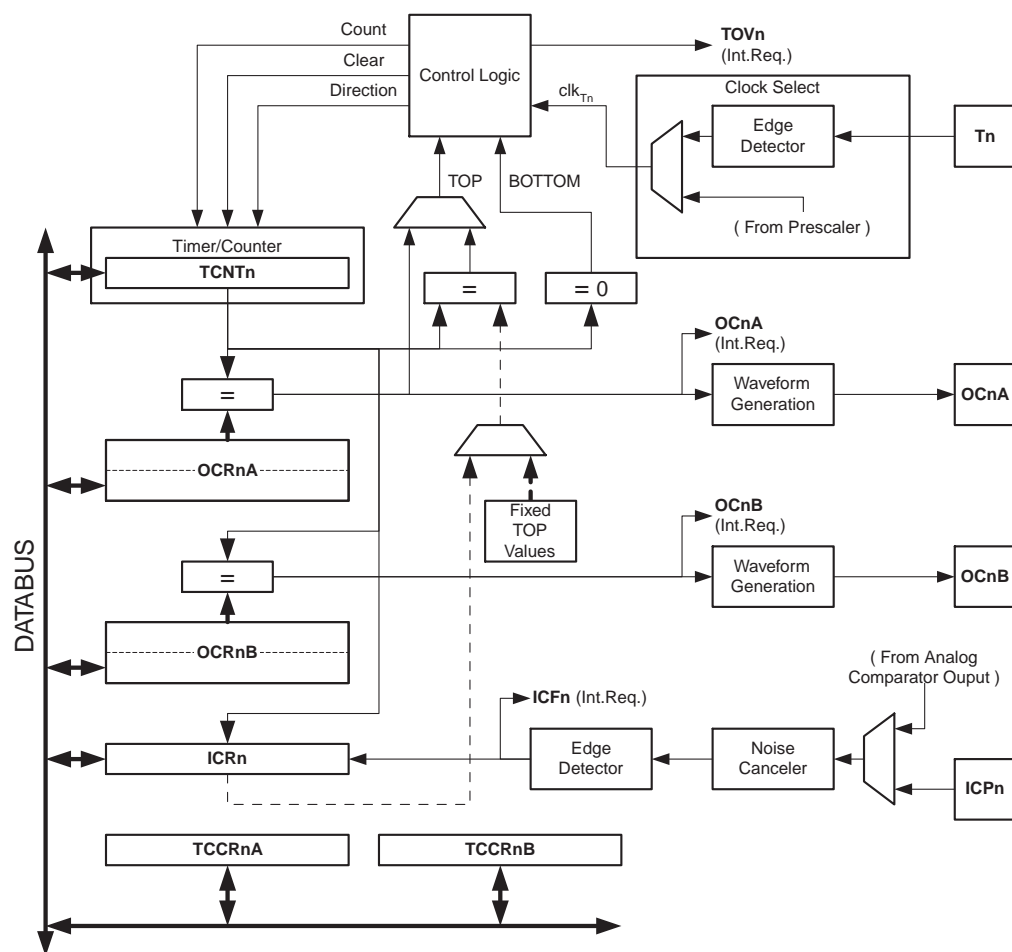 Count
Clear
Direction
Control Logic
TOVn
(Int.Req.)
clkTn
Clock Select
Edge
Detector
Tn
( From Prescaler )
TOP
BOTTOM
Timer/Counter
TCNTn
=
= 0
OCnA
(Int.Req.)
=
Waveform
Generation
OCnA
OCRnA
Fixed
TOP
Values
OCnB
(Int.Req.)
=
Waveform
Generation
OCnB
DATABUS
OCRnB
( From Analog
Comparator Ouput )
ICFn (Int.Req.)
ICRn
Edge
Detector
Noise
Canceler
ICPn
TCCRnA
TCCRnB